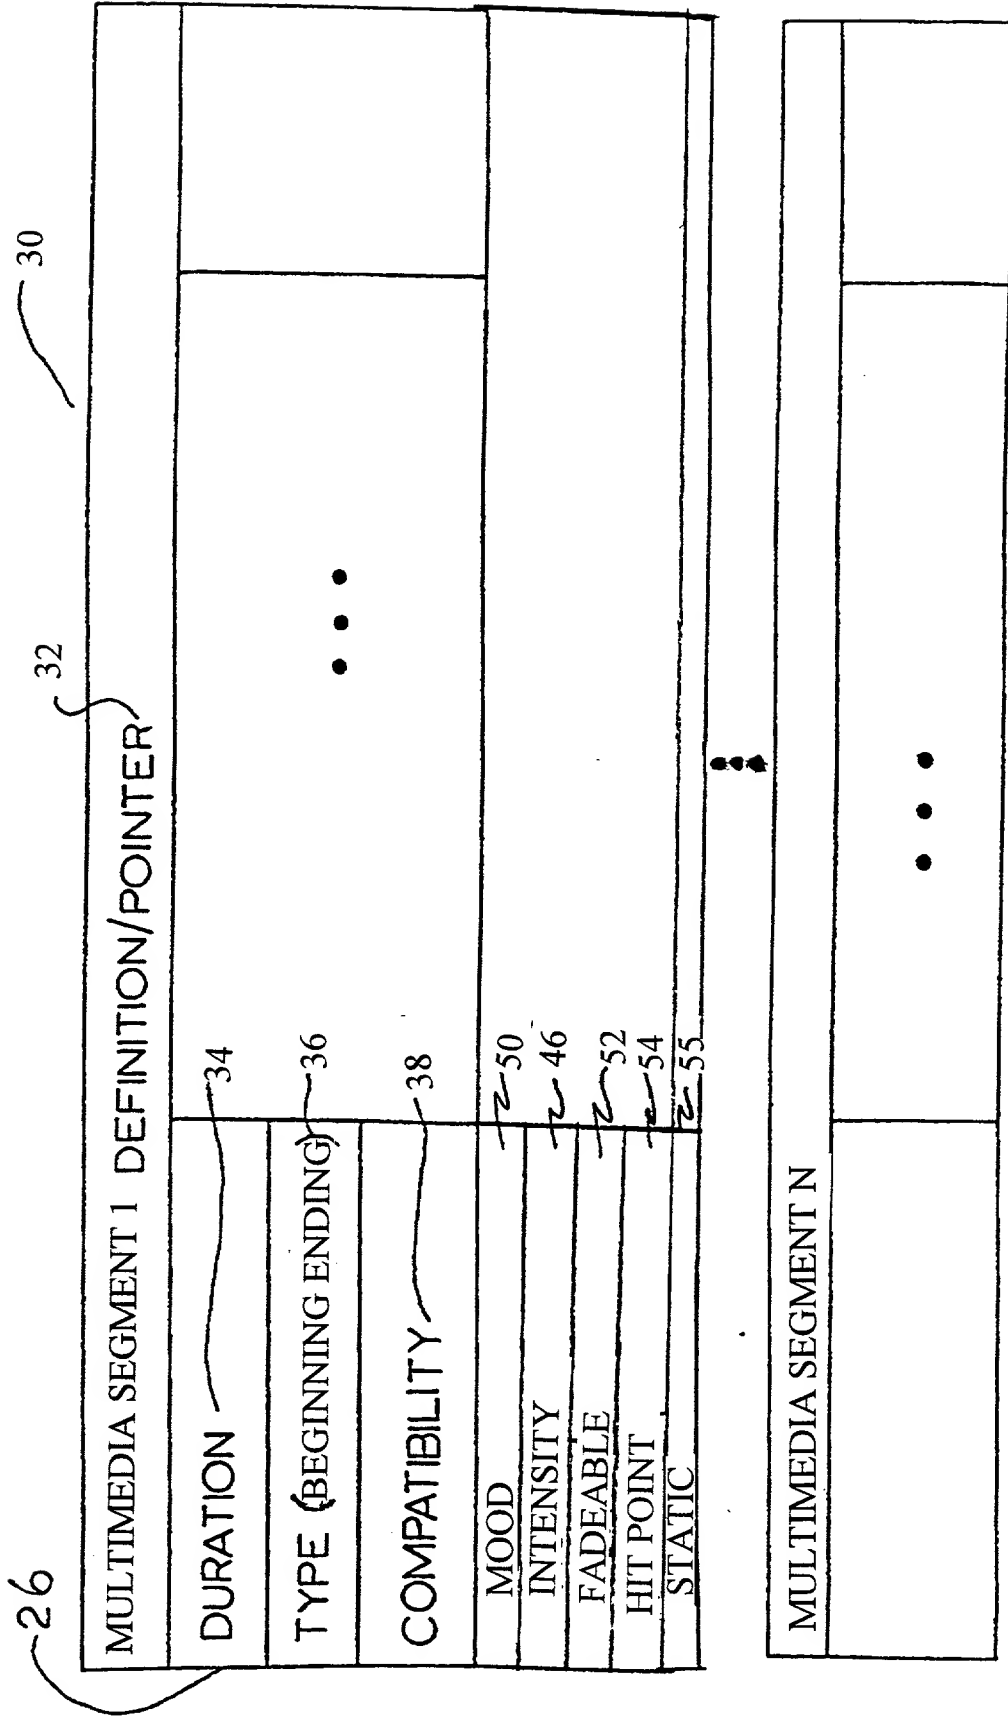 26
30
32
MULTIMEDIA SEGMENT 1 DEFINITION/POINTER
DURATION 34
TYPE (BEGINNING ENDING) 36
COMPATIBILITY 38
MOOD 50
INTENSITY 46
FADEABLE 52
HIT POINT 54
STATIC 55
MULTIMEDIA SEGMENT N